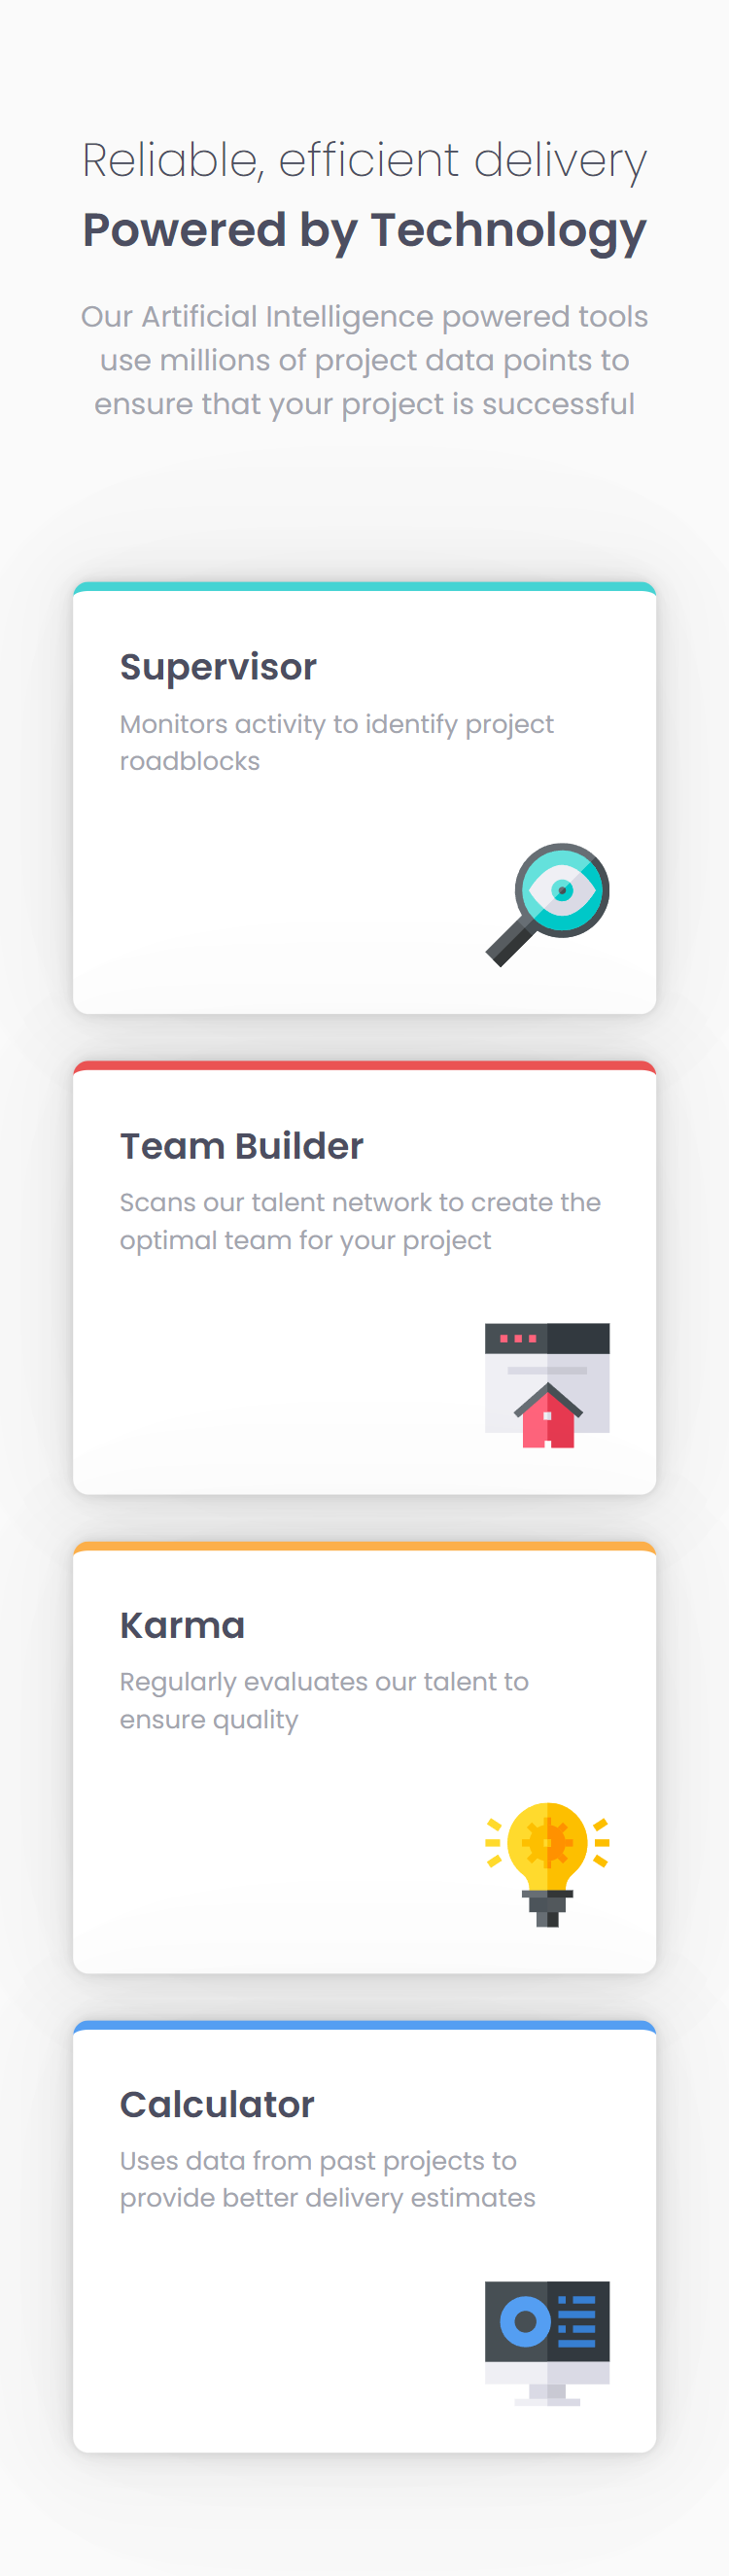 Reliable, efficient delivery
Powered by Technology
Our Artificial Intelligence powered tools
use millions of project data points to
ensure that your project is successful
Supervisor
Monitors activity to identify project
roadblocks
Team Builder
Scans our talent network to create the
optimal team for your project
Karma
Regularly evaluates our talent to
ensure quality
Calculator
Uses data from past projects to
provide better delivery estimates